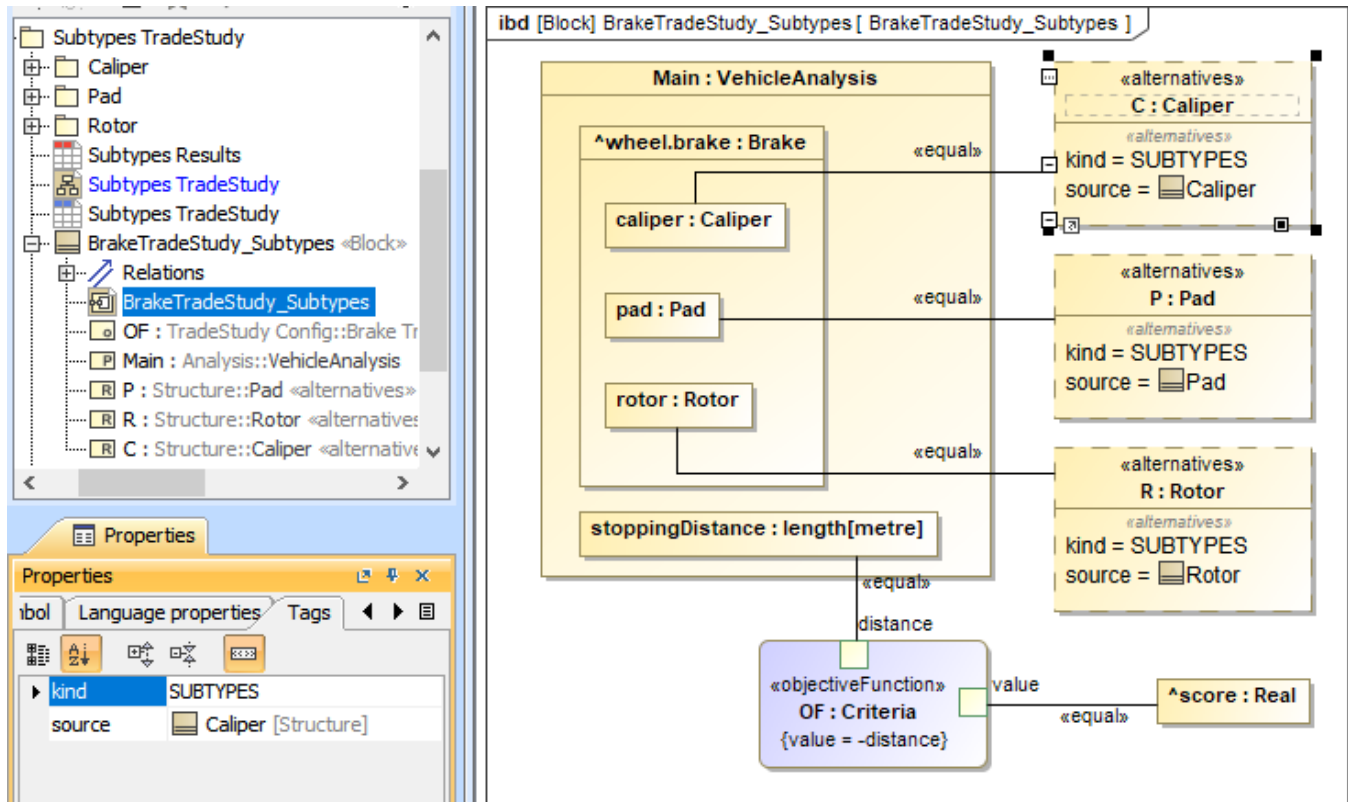 Subtypes TradeStudy
Caliper
Pad
Rotor
Subtypes Results
Subtypes TradeStudy
Subtypes TradeStudy
BrakeTradeStudy_Subtypes «Block»
Relations
BrakeTradeStudy_Subtypes
OF : TradeStudy Config::Brake Tr
Main : Analysis::VehicleAnalysis
P : Structure::Pad «alternatives»
R : Structure::Rotor «alternatives
C : Structure::Caliper «alternative
Properties
Properties
ıbol Language properties Tags
kind SUBTYPES
source Caliper [Structure]
ibd [Block] BrakeTradeStudy_Subtypes [ BrakeTradeStudy_Subtypes ]
Main : VehicleAnalysis
^wheel.brake : Brake
caliper : Caliper
pad : Pad
rotor : Rotor
stoppingDistance : length[metre]
«equal»
«equal»
«equal»
«alternatives»
C : Caliper
«alternatives»
kind = SUBTYPES
source = Caliper
«alternatives»
P : Pad
«alternatives»
kind = SUBTYPES
source = Pad
«alternatives»
R : Rotor
«alternatives»
kind = SUBTYPES
source = Rotor
«equal»
distance
«objectiveFunction»
OF : Criteria
{value = -distance}
value
«equal»
^score : Real